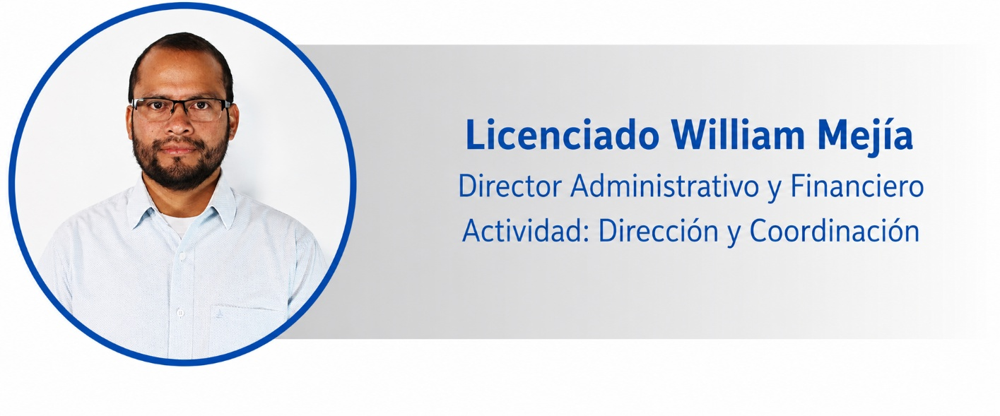 Licenciado William Mejía
Director Administrativo y Financiero
Actividad: Dirección y Coordinación